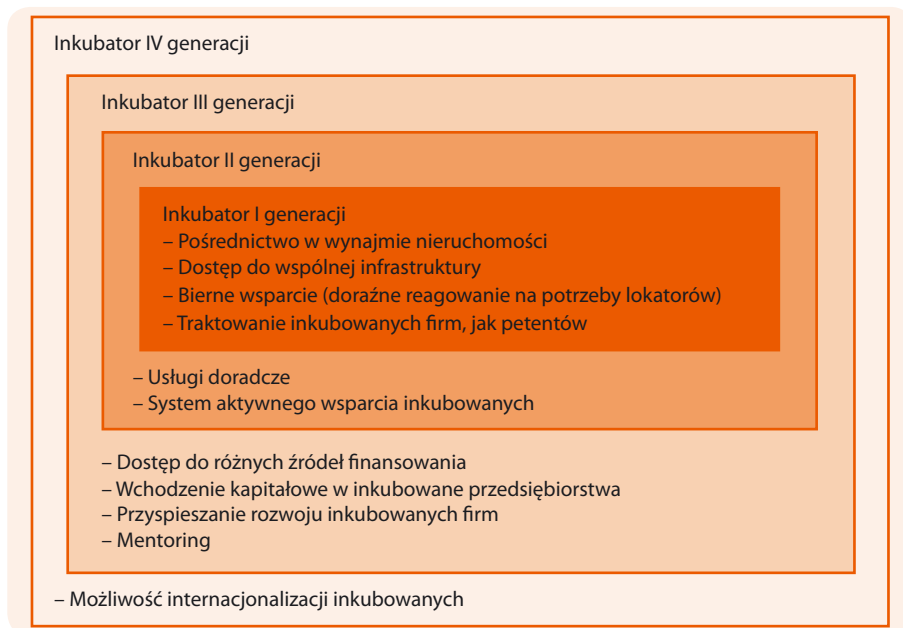 Inkubator IV generacji
Inkubator III generacji
Inkubator II generacji
Inkubator I generacji
– Pośrednictwo w wynajmie nieruchomości
– Dostęp do wspólnej infrastruktury
– Bierne wsparcie (doraźne reagowanie na potrzeby lokatorów)
– Traktowanie inkubowanych firm, jak petentów
– Usługi doradcze
– System aktywnego wsparcia inkubowanych
– Dostęp do różnych źródeł finansowania
– Wchodzenie kapitałowe w inkubowane przedsiębiorstwa
– Przyspieszanie rozwoju inkubowanych firm
– Mentoring
– Możliwość internacjonalizacji inkubowanych